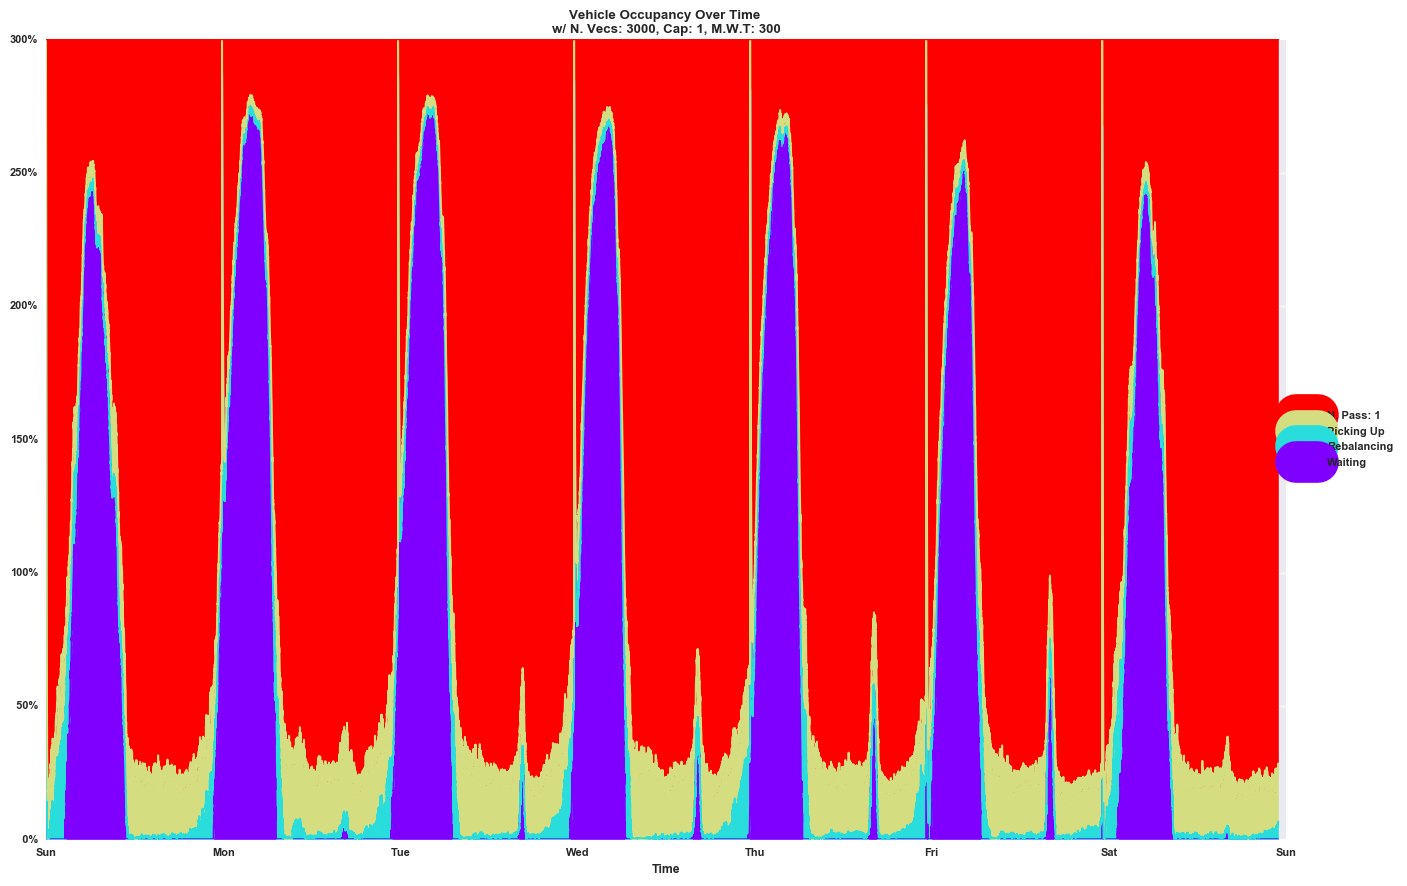 Vehicle Occupancy Over Time
w/ N. Vecs: 3000, Cap: 1, M.W.T: 300
300%
250%
200%
150%
100%
50%
0%
Pass: 1
Picking Up
Rebalancing
Waiting
Sun Mon Tue Wed Thu Fri Sat Sun
Time